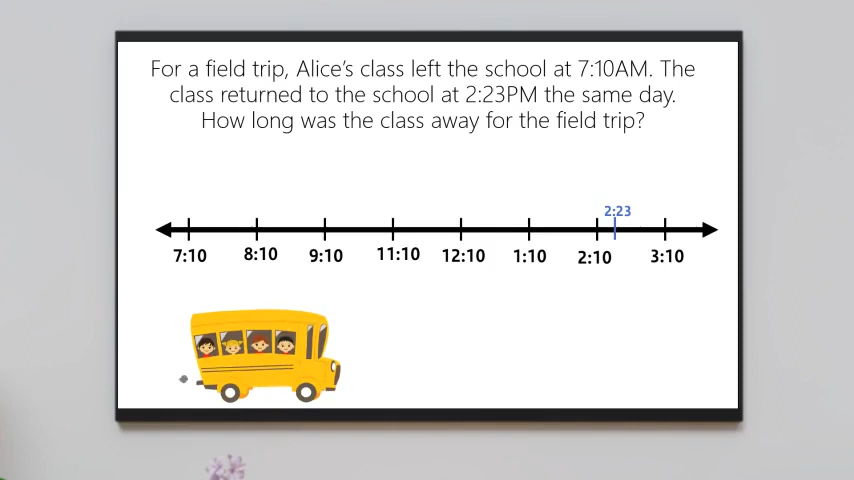 For a field trip, Alice's class left the school at 7:10AM. The
class returned to the school at 2:23PM the same day.
How long was the class away for the field trip?
2:23
7:10 8:10 9:10 11:10 12:10 1:10 2:10 3:10